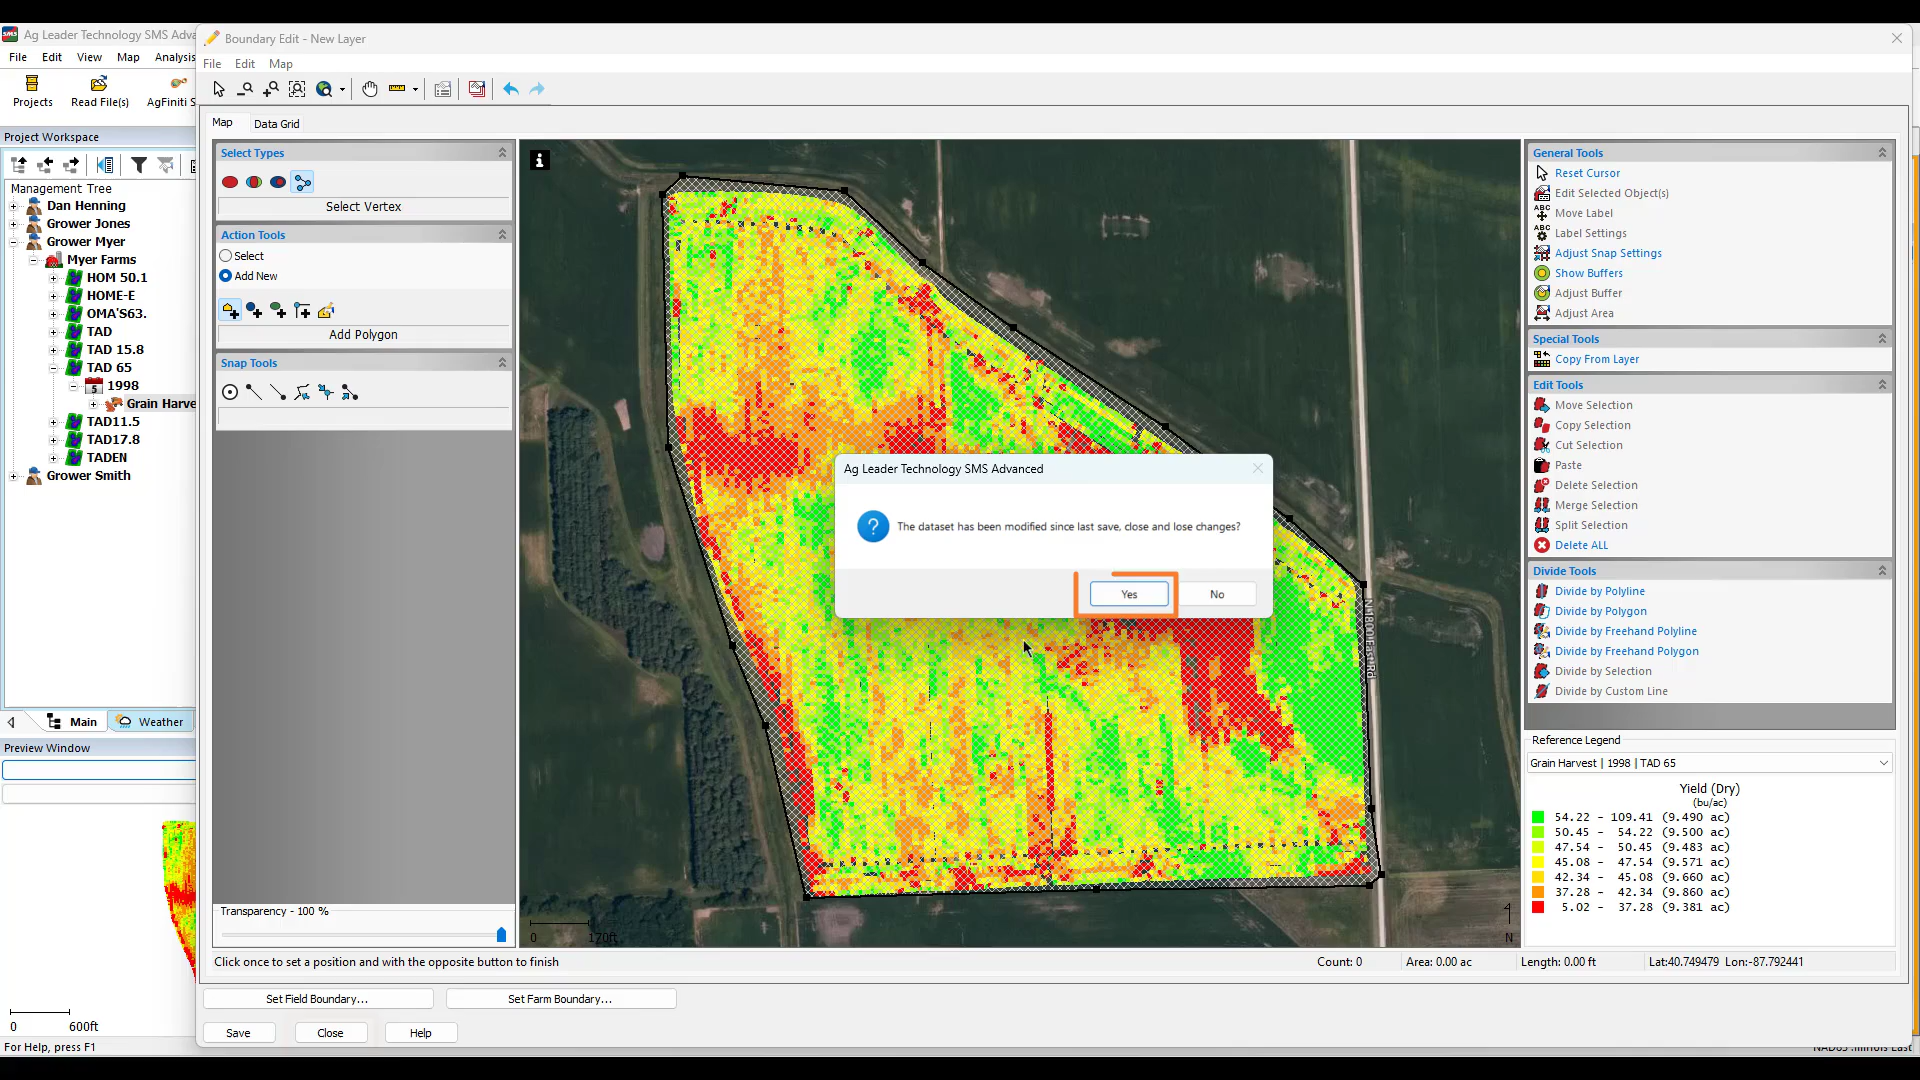 Ag Leader Technology SMS Adva
File Edit View Map Analysis
Projects
Read File(s)
AgFiniti S
Project Workspace
Management Tree
Dan Henning
Grower Jones
Grower Myer
Myer Farms
HOM 50.1
HOME-E
OMA'S63.
TAD
TAD 15.8
TAD 65
1998
Grain Harve
TAD11.5
TAD17.8
TADEN
Grower Smith
Main
Weather
Preview Window
0 600ft
For Help, press F1
Boundary Edit - New Layer
File Edit Map
Map
Data Grid
Select Types
Select Vertex
Action Tools
Select
Add New
Add Polygon
Snap Tools
Transparency - 100 %
0 170ft
N
Ag Leader Technology SMS Advanced
The dataset has been modified since last save, close and lose changes?
Yes
No
General Tools
Reset Cursor
Edit Selected Object(s)
Move Label
Label Settings
Adjust Snap Settings
Show Buffers
Adjust Buffer
Adjust Area
Special Tools
Copy From Layer
Edit Tools
Move Selection
Copy Selection
Cut Selection
Paste
Delete Selection
Merge Selection
Split Selection
Delete ALL
Divide Tools
Divide by Polyline
Divide by Polygon
Divide by Freehand Polyline
Divide by Freehand Polygon
Divide by Selection
Divide by Custom Line
Reference Legend
Grain Harvest | 1998 | TAD 65
Yield (Dry)
(bu/ac)
54.22 - 109.41 (9.490 ac)
50.45 - 54.22 (9.500 ac)
47.54 - 50.45 (9.483 ac)
45.08 - 47.54 (9.571 ac)
42.34 - 45.08 (9.660 ac)
37.28 - 42.34 (9.860 ac)
5.02 - 37.28 (9.381 ac)
Click once to set a position and with the opposite button to finish
Count: 0
Area: 0.00 ac
Length: 0.00 ft
Lat:40.749479 Lon:-87.792441
Set Field Boundary...
Set Farm Boundary...
Save
Close
Help